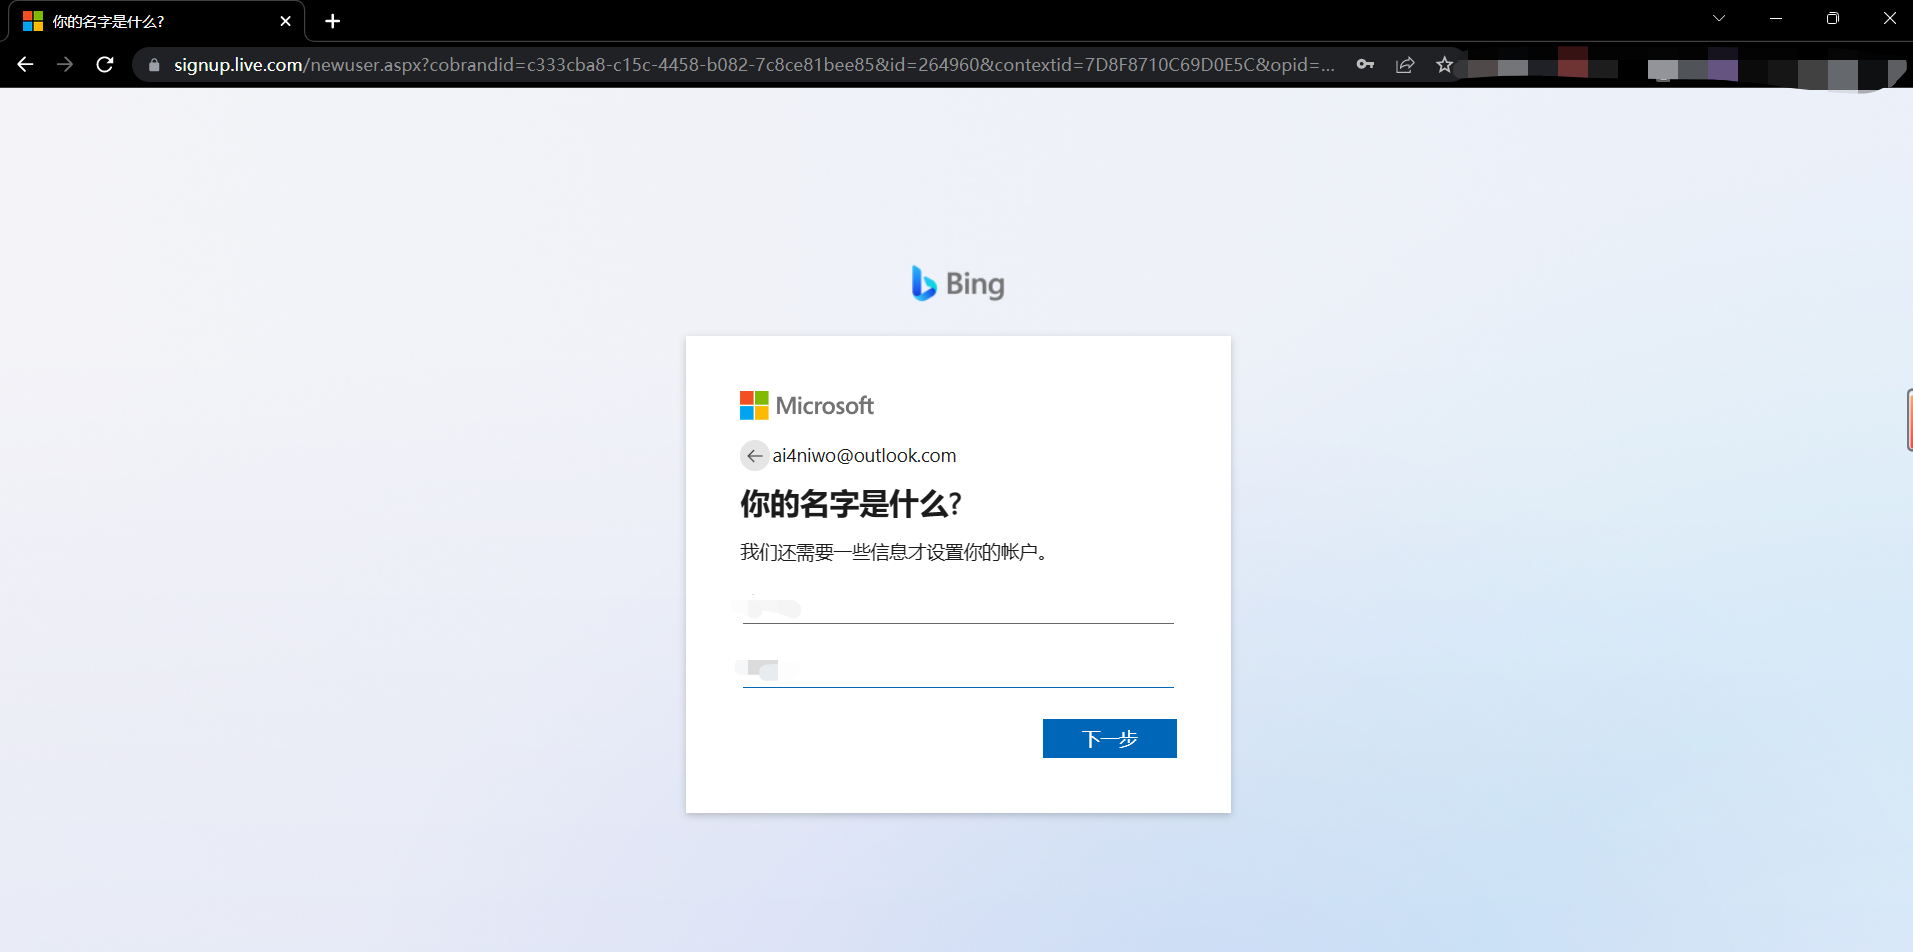 你的名字是什么?
signup.live.com/newuser.aspx?cobrandid=c333cba8-c15c-4458-b082-7c8ce81bee85&id=264960&contextid=7D8F8710C69D0E5C&opid=...
Bing
Microsoft
ai4niwo@outlook.com
你的名字是什么?
我们还需要一些信息才设置你的帐户。
下一步